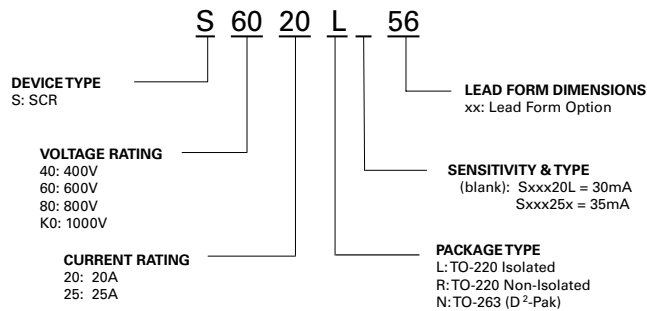 S 60 20 L _ 56
DEVICE TYPE
S: SCR
LEAD FORM DIMENSIONS
xx: Lead Form Option
VOLTAGE RATING
40: 400V
60: 600V
80: 800V
K0: 1000V
SENSITIVITY & TYPE
(blank): Sxxx20L = 30mA
Sxxx25x = 35mA
CURRENT RATING
20: 20A
25: 25A
PACKAGE TYPE
L: TO-220 Isolated
R: TO-220 Non-Isolated
N: TO-263 (D²-Pak)